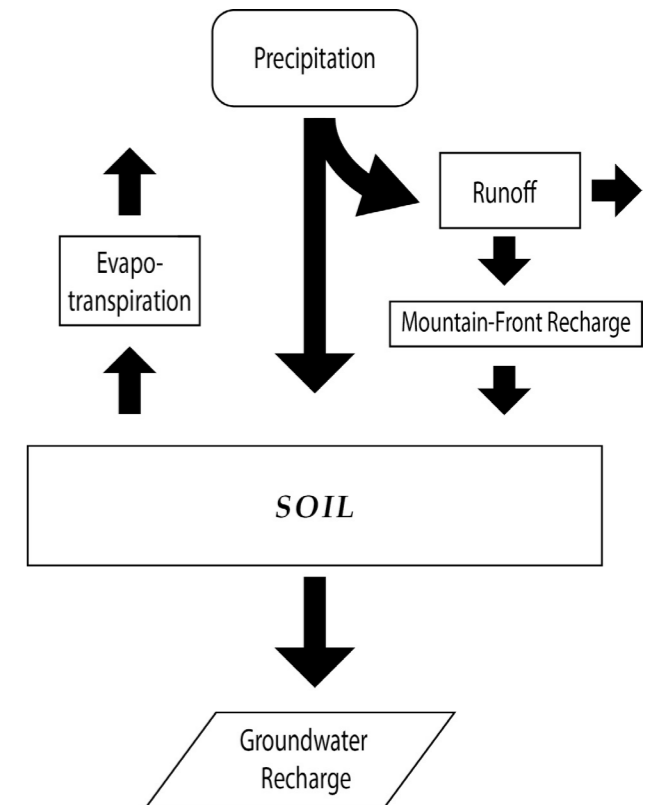 Precipitation
Runoff
Evapo-
transpiration
Mountain-Front Recharge
SOIL
Groundwater
Recharge